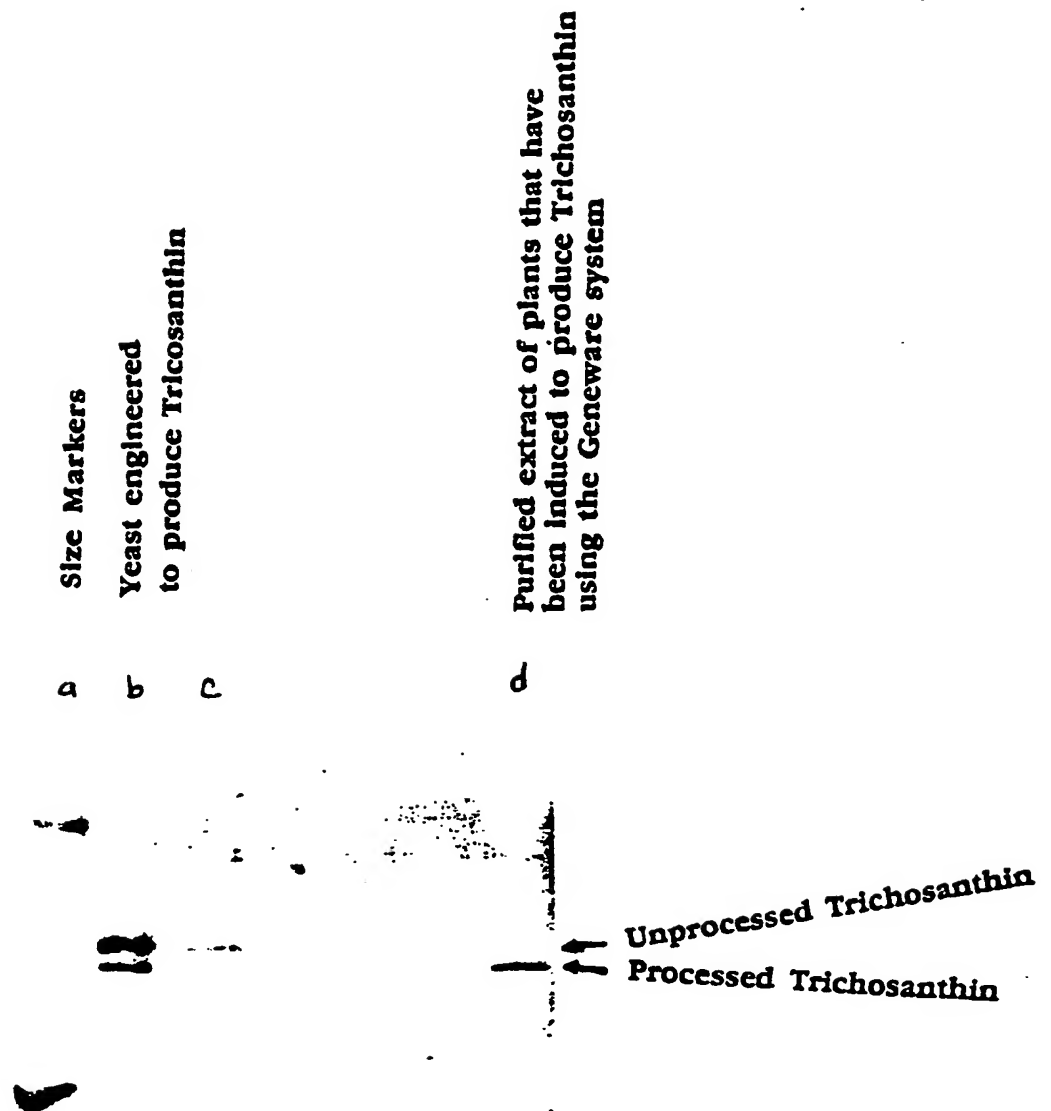 Size Markers
Yeast engineered
to produce Tricosanthin
Purified extract of plants that have
been induced to produce Trichosanthin
using the Geneware system
a b c d
Unprocessed Trichosanthin
Processed Trichosanthin